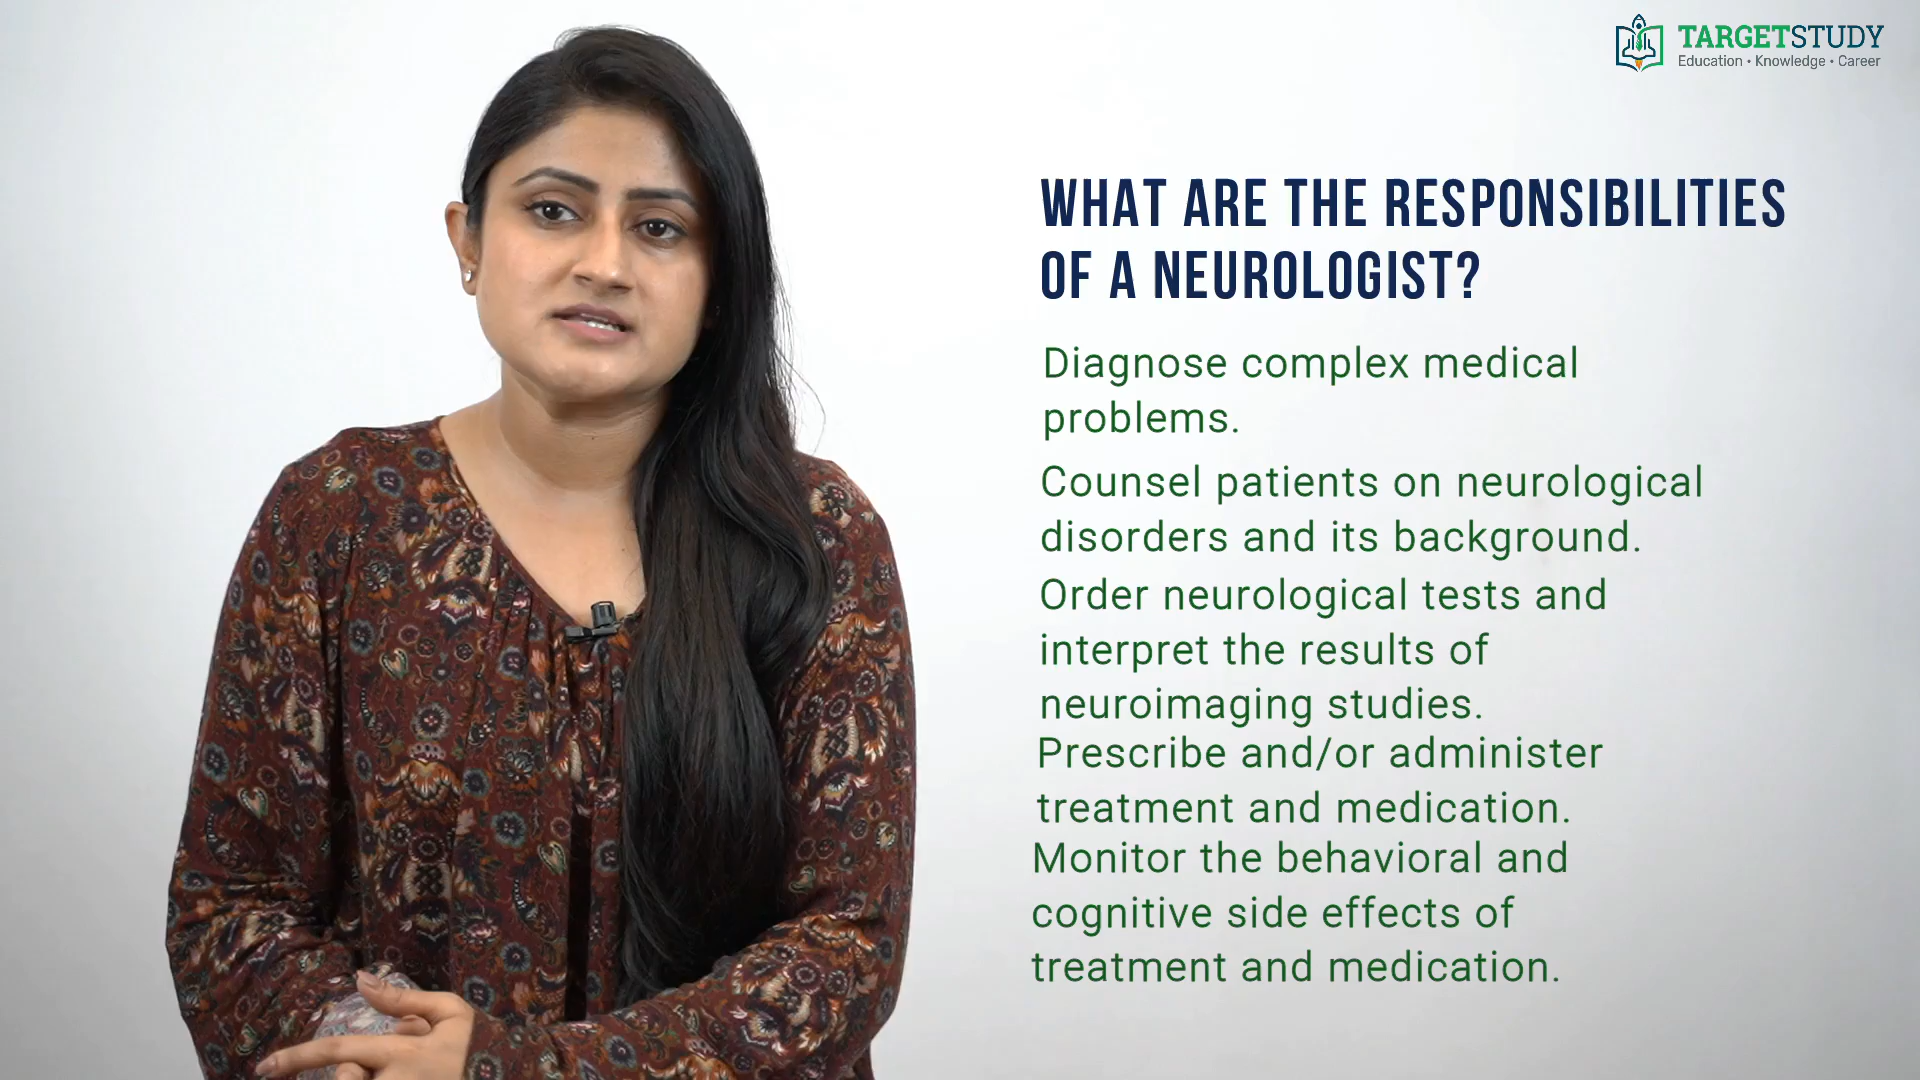 TARGETSTUDY
Education • Knowledge • Career
WHAT ARE THE RESPONSIBILITIES
OF A NEUROLOGIST?
Diagnose complex medical
problems.
Counsel patients on neurological
disorders and its background.
Order neurological tests and
interpret the results of
neuroimaging studies.
Prescribe and/or administer
treatment and medication.
Monitor the behavioral and
cognitive side effects of
treatment and medication.